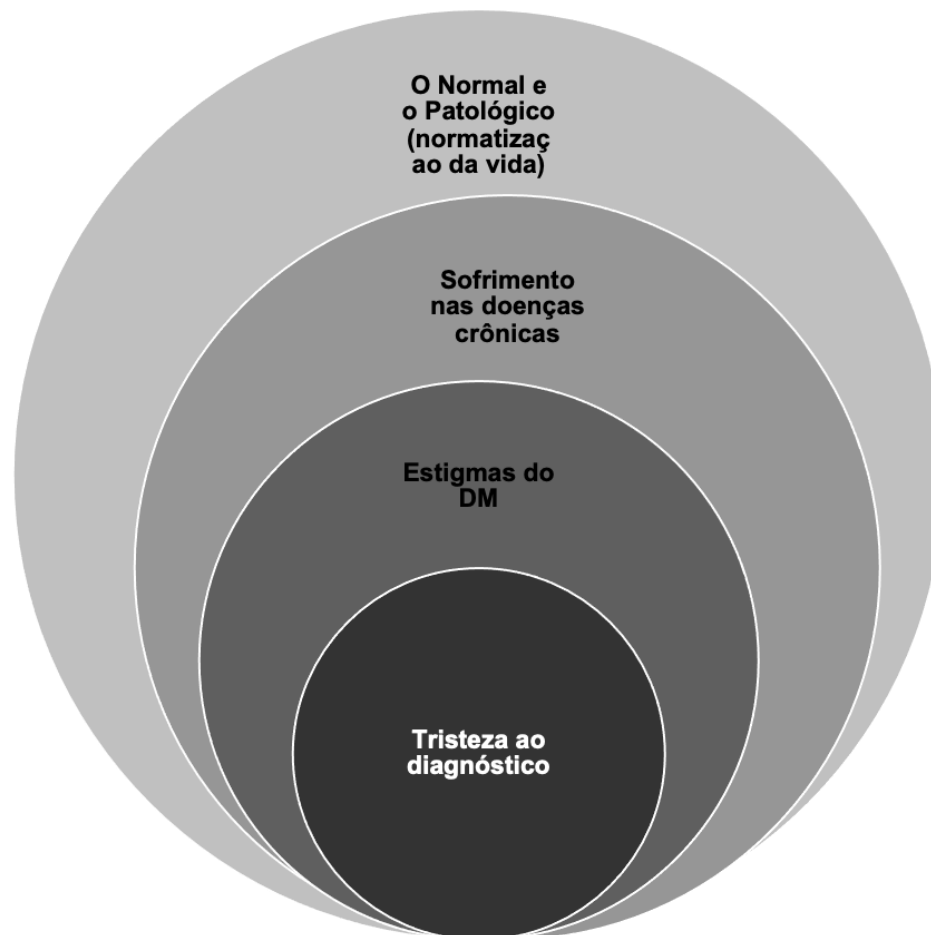 O Normal e
o Patológico
(normatizaç
ao da vida)
Sofrimento
nas doenças
crônicas
Estigmas do
DM
Tristeza ao
diagnóstico